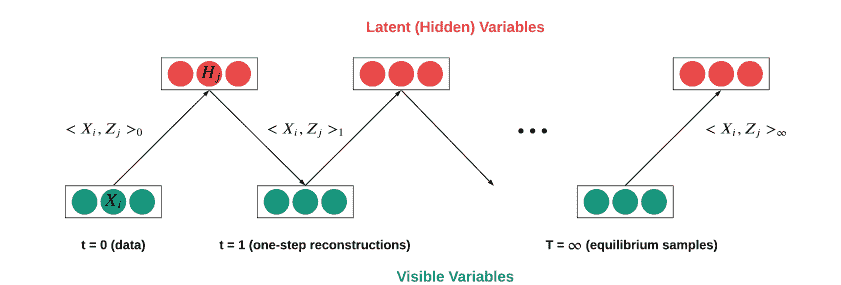 Latent (Hidden) Variables
H_j
< X_i, Z_j >_0
< X_i, Z_j >_1
...
< X_i, Z_j >_∞
X_i
t = 0 (data)
t = 1 (one-step reconstructions)
T = ∞ (equilibrium samples)
Visible Variables